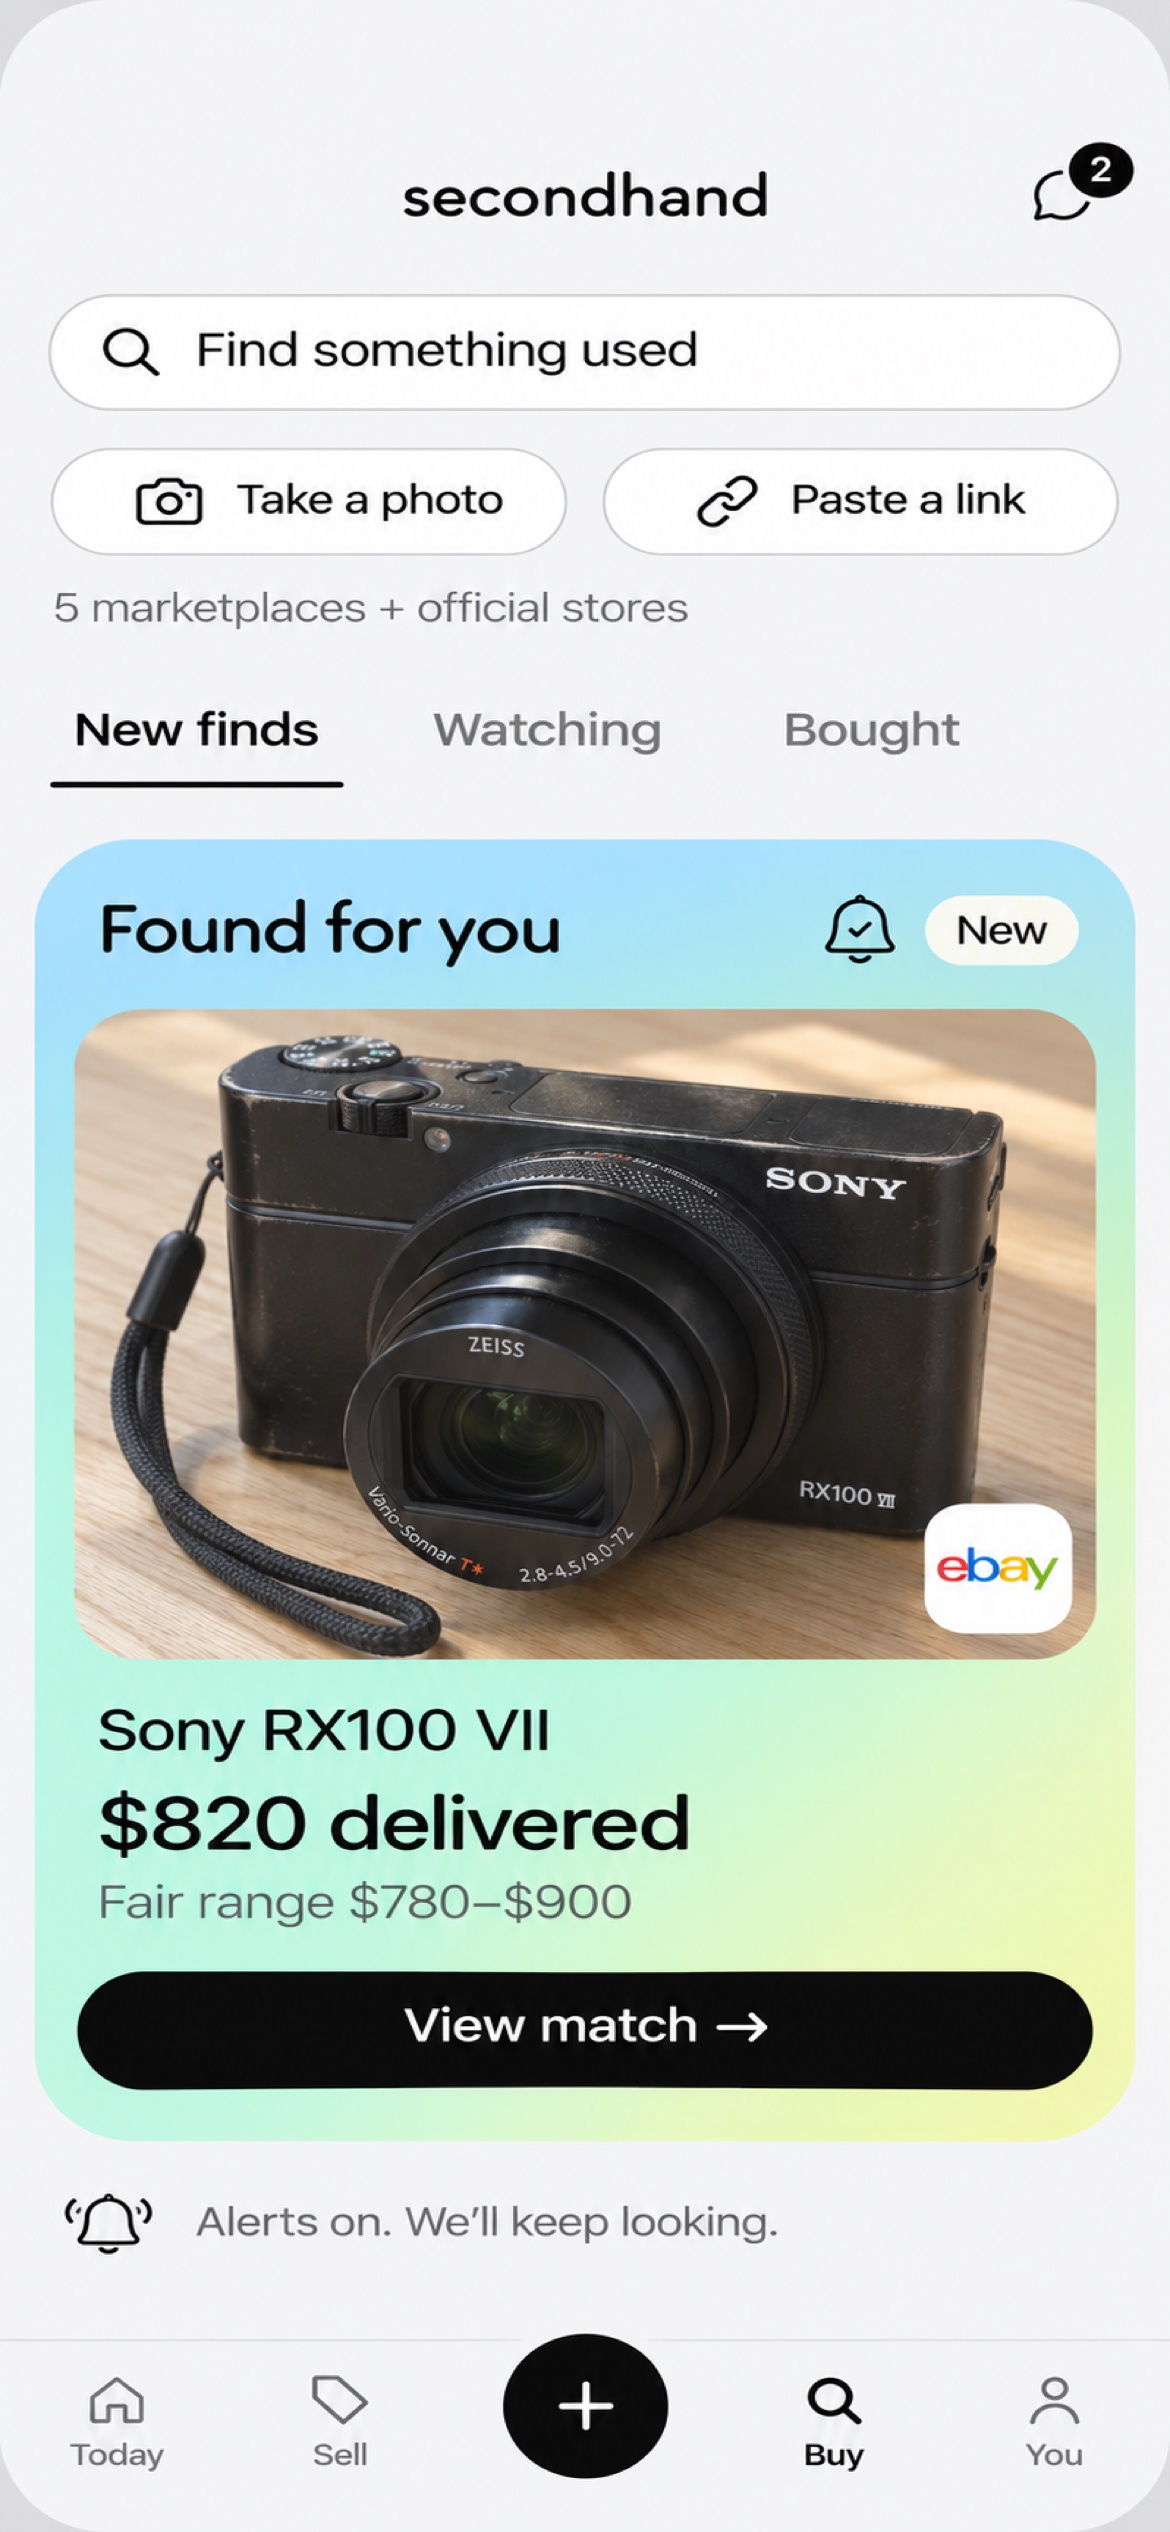 secondhand
2
Find something used
Take a photo
Paste a link
5 marketplaces + official stores
New finds
Watching
Bought
Found for you
New
SONY
ZEISS
RX100 VII
Vario-Sonnar T* 2.8-4.5/9.0-72
ebay
Sony RX100 VII
$820 delivered
Fair range $780–$900
View match →
Alerts on. We'll keep looking.
Today
Sell
+
Buy
You